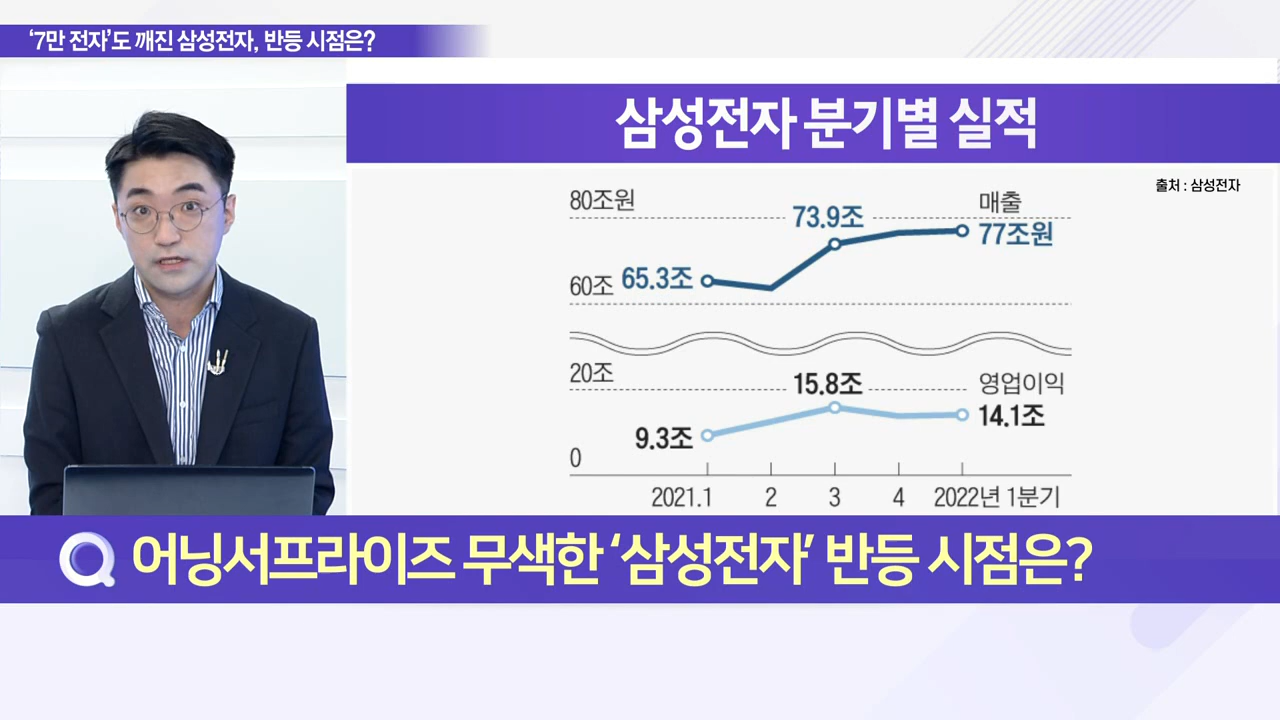 ‘7만 전자’도 깨진 삼성전자, 반등 시점은?
삼성전자 분기별 실적
출처 : 삼성전자
80조원
73.9조
매출
77조원
65.3조
60조
20조
15.8조
영업이익
14.1조
9.3조
0
2021.1 2 3 4 2022년 1분기
어닝서프라이즈 무색한 ‘삼성전자’ 반등 시점은?